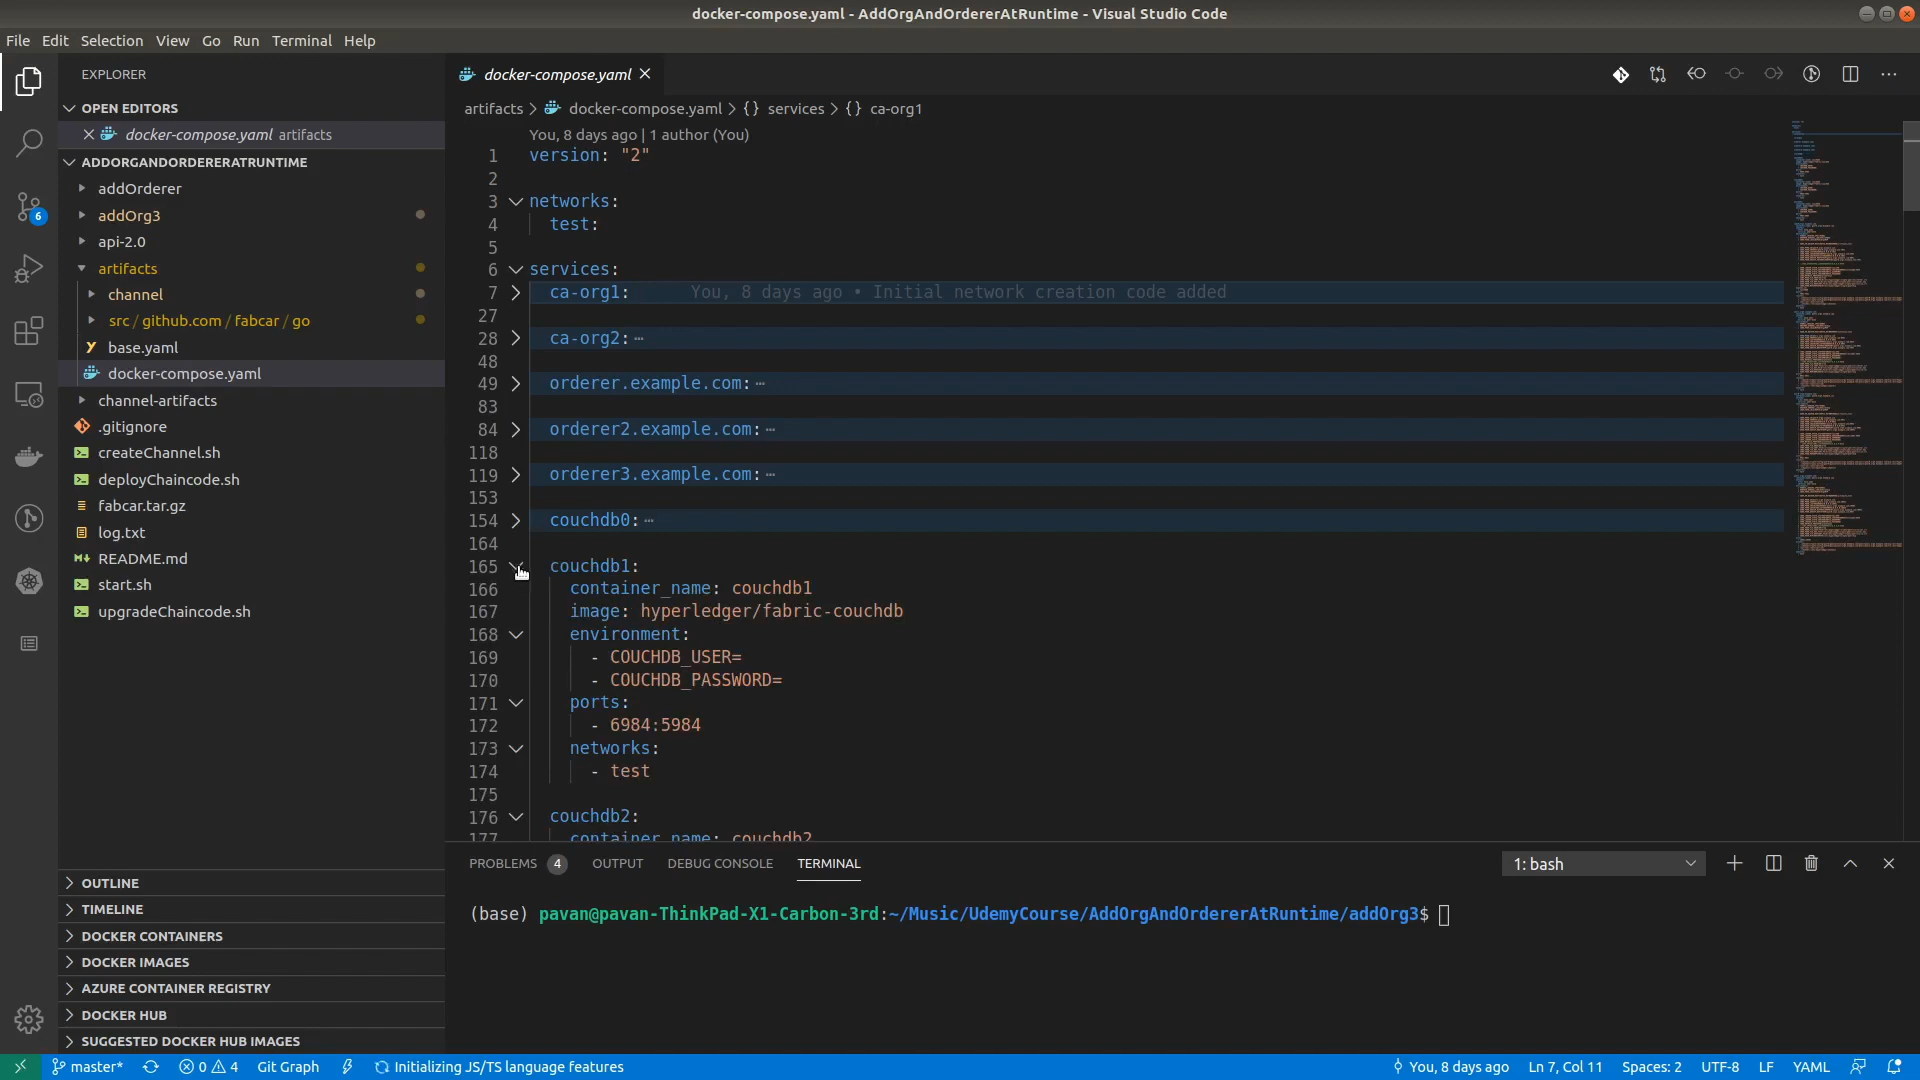 docker-compose.yaml - AddOrgAndOrdererAtRuntime - Visual Studio Code
File Edit Selection View Go Run Terminal Help
EXPLORER
OPEN EDITORS
docker-compose.yaml artifacts
ADDORGANDORDERERATRUNTIME
addOrderer
addOrg3
api-2.0
artifacts
channel
src / github.com / fabcar / go
base.yaml
docker-compose.yaml
channel-artifacts
.gitignore
createChannel.sh
deployChaincode.sh
fabcar.tar.gz
log.txt
README.md
start.sh
upgradeChaincode.sh
OUTLINE
TIMELINE
DOCKER CONTAINERS
DOCKER IMAGES
AZURE CONTAINER REGISTRY
DOCKER HUB
SUGGESTED DOCKER HUB IMAGES
6
docker-compose.yaml
artifacts > docker-compose.yaml > {} services > {} ca-org1
You, 8 days ago | 1 author (You)
1 version: "2"
2
3 networks:
4 test:
5
6 services:
7 ca-org1: You, 8 days ago • Initial network creation code added
27
28 ca-org2:⋯
48
49 orderer.example.com:⋯
83
84 orderer2.example.com:⋯
118
119 orderer3.example.com:⋯
153
154 couchdb0:⋯
164
165 couchdb1:
166 container_name: couchdb1
167 image: hyperledger/fabric-couchdb
168 environment:
169 - COUCHDB_USER=
170 - COUCHDB_PASSWORD=
171 ports:
172 - 6984:5984
173 networks:
174 - test
175
176 couchdb2:
177 container_name: couchdb2
PROBLEMS 4 OUTPUT DEBUG CONSOLE TERMINAL 1: bash
(base) pavan@pavan-ThinkPad-X1-Carbon-3rd:~/Music/UdemyCourse/AddOrgAndOrdererAtRuntime/addOrg3$
master* 0 4 Git Graph Initializing JS/TS language features You, 8 days ago Ln 7, Col 11 Spaces: 2 UTF-8 LF YAML